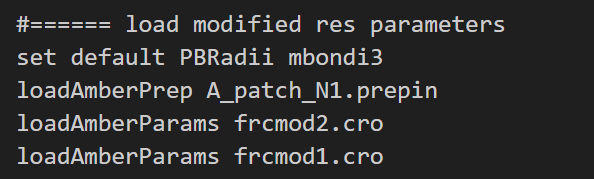 #====== load modified res parameters
set default PBRadii mbondi3
loadAmberPrep A_patch_N1.prepin
loadAmberParams frcmod2.cro
loadAmberParams frcmod1.cro